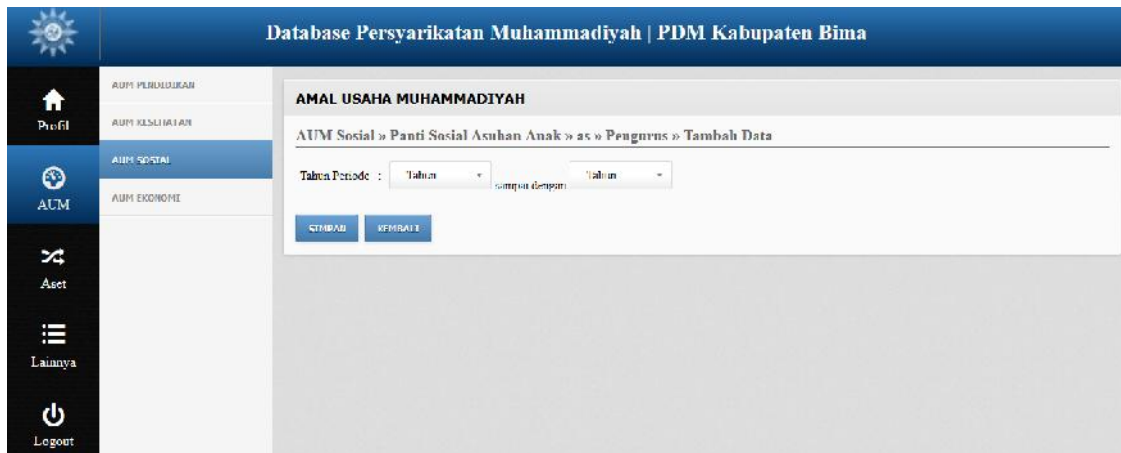 Database Persyarikatan Muhammadiyah | PDM Kabupaten Bima
Profil
AUM
Aset
Lainnya
Logout
AUM PENDIDIKAN
AUM KESEHATAN
AUM SOSIAL
AUM EKONOMI
AMAL USAHA MUHAMMADIYAH
AUM Sosial » Panti Sosial Asuhan Anak » as » Pengurus » Tambah Data
Tahun Periode : Tahun sampai dengan Tahun
SIMPAN KEMBALI